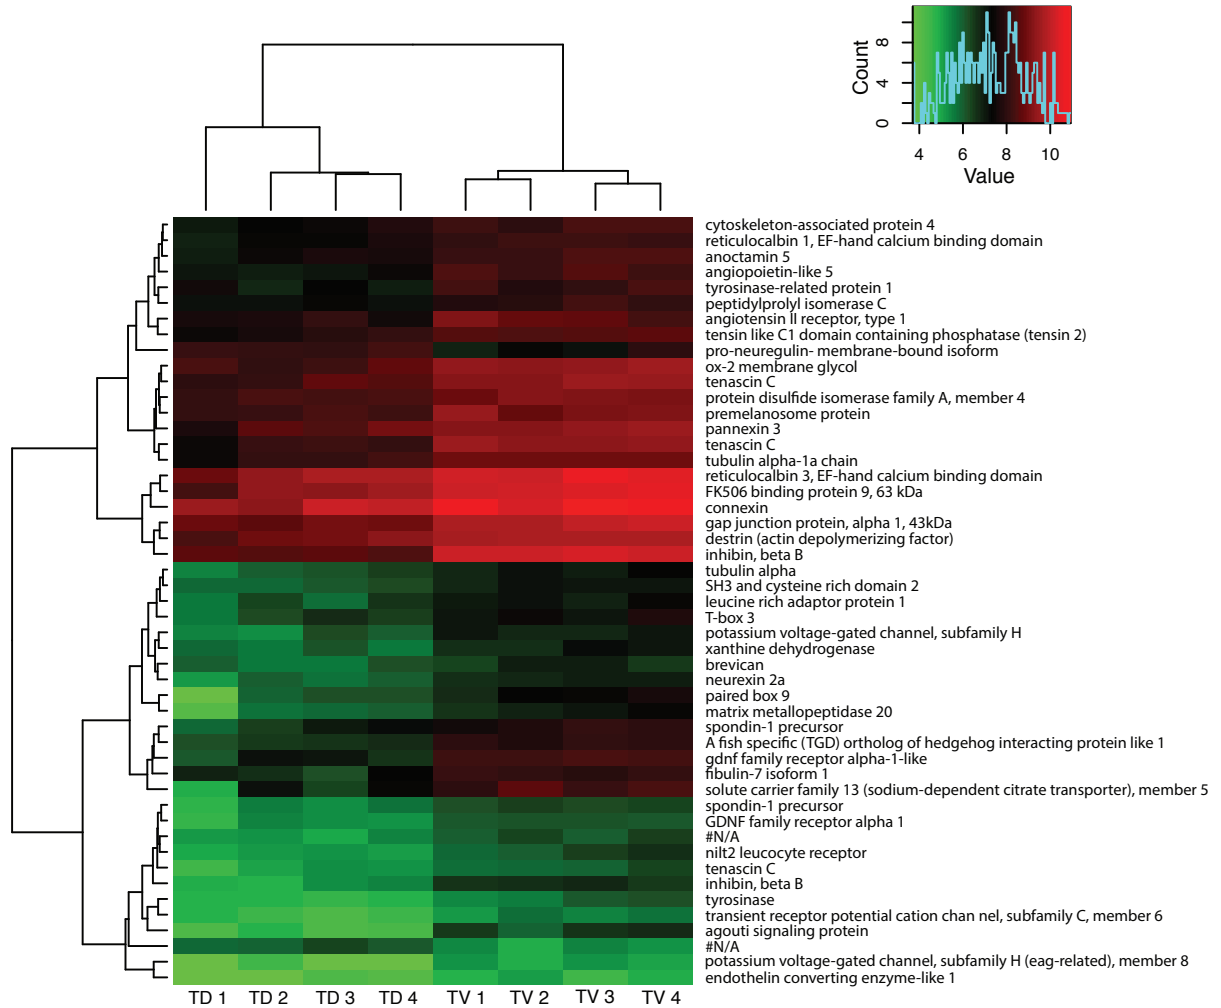 Count
0
4
8
4 6 8 10
Value
cytoskeleton-associated protein 4
reticulocalbin 1, EF-hand calcium binding domain
anoctamin 5
angiopoietin-like 5
tyrosinase-related protein 1
peptidylprolyl isomerase C
angiotensin II receptor, type 1
tensin like C1 domain containing phosphatase (tensin 2)
pro-neuregulin- membrane-bound isoform
ox-2 membrane glycol
tenascin C
protein disulfide isomerase family A, member 4
premelanosome protein
pannexin 3
tenascin C
tubulin alpha-1a chain
reticulocalbin 3, EF-hand calcium binding domain
FK506 binding protein 9, 63 kDa
connexin
gap junction protein, alpha 1, 43kDa
destrin (actin depolymerizing factor)
inhibin, beta B
tubulin alpha
SH3 and cysteine rich domain 2
leucine rich adaptor protein 1
T-box 3
potassium voltage-gated channel, subfamily H
xanthine dehydrogenase
brevican
neurexin 2a
paired box 9
matrix metallopeptidase 20
spondin-1 precursor
A fish specific (TGD) ortholog of hedgehog interacting protein like 1
gdnf family receptor alpha-1-like
fibulin-7 isoform 1
solute carrier family 13 (sodium-dependent citrate transporter), member 5
spondin-1 precursor
GDNF family receptor alpha 1
#N/A
nilt2 leucocyte receptor
tenascin C
inhibin, beta B
tyrosinase
transient receptor potential cation chan nel, subfamily C, member 6
agouti signaling protein
#N/A
potassium voltage-gated channel, subfamily H (eag-related), member 8
endothelin converting enzyme-like 1
TD 1 TD 2 TD 3 TD 4 TV 1 TV 2 TV 3 TV 4